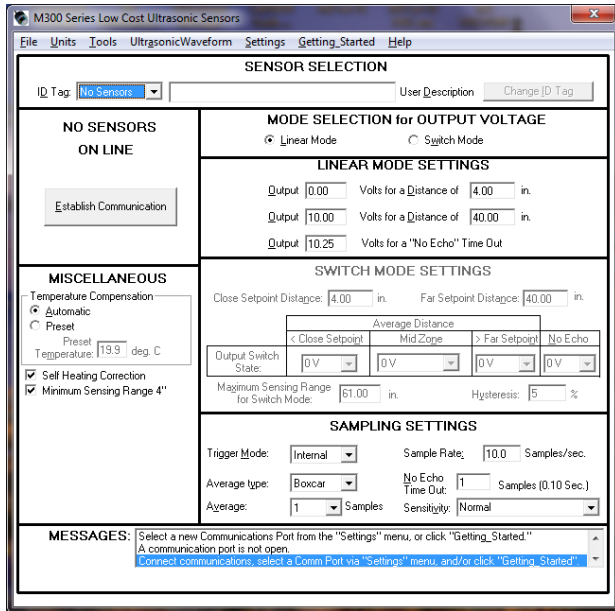 M300 Series Low Cost Ultrasonic Sensors
File Units Tools UltrasonicWaveform Settings Getting_Started Help
SENSOR SELECTION
ID Tag: No Sensors User Description Change ID Tag
NO SENSORS
ON LINE
Establish Communication
MODE SELECTION for OUTPUT VOLTAGE
Linear Mode Switch Mode
LINEAR MODE SETTINGS
Output 0.00 Volts for a Distance of 4.00 in.
Output 10.00 Volts for a Distance of 40.00 in.
Output 10.25 Volts for a "No Echo" Time Out
MISCELLANEOUS
Temperature Compensation
Automatic
Preset
Preset
Temperature: 19.9 deg. C
Self Heating Correction
Minimum Sensing Range 4"
SWITCH MODE SETTINGS
Close Setpoint Distance: 4.00 in. Far Setpoint Distance: 40.00 in.
Average Distance
< Close Setpoint Mid Zone > Far Setpoint No Echo
Output Switch
State: 0 V 0 V 0 V 0 V
Maximum Sensing Range
for Switch Mode: 61.00 in. Hysteresis: 5 %
SAMPLING SETTINGS
Trigger Mode: Internal Sample Rate: 10.0 Samples/sec.
Average type: Boxcar No Echo
Time Out: 1 Samples (0.10 Sec.)
Average: 1 Samples Sensitivity: Normal
MESSAGES: Select a new Communications Port from the "Settings" menu, or click "Getting_Started."
A communication port is not open.
Connect communications, select a Comm Port via "Settings" menu, and/or click "Getting_Started".